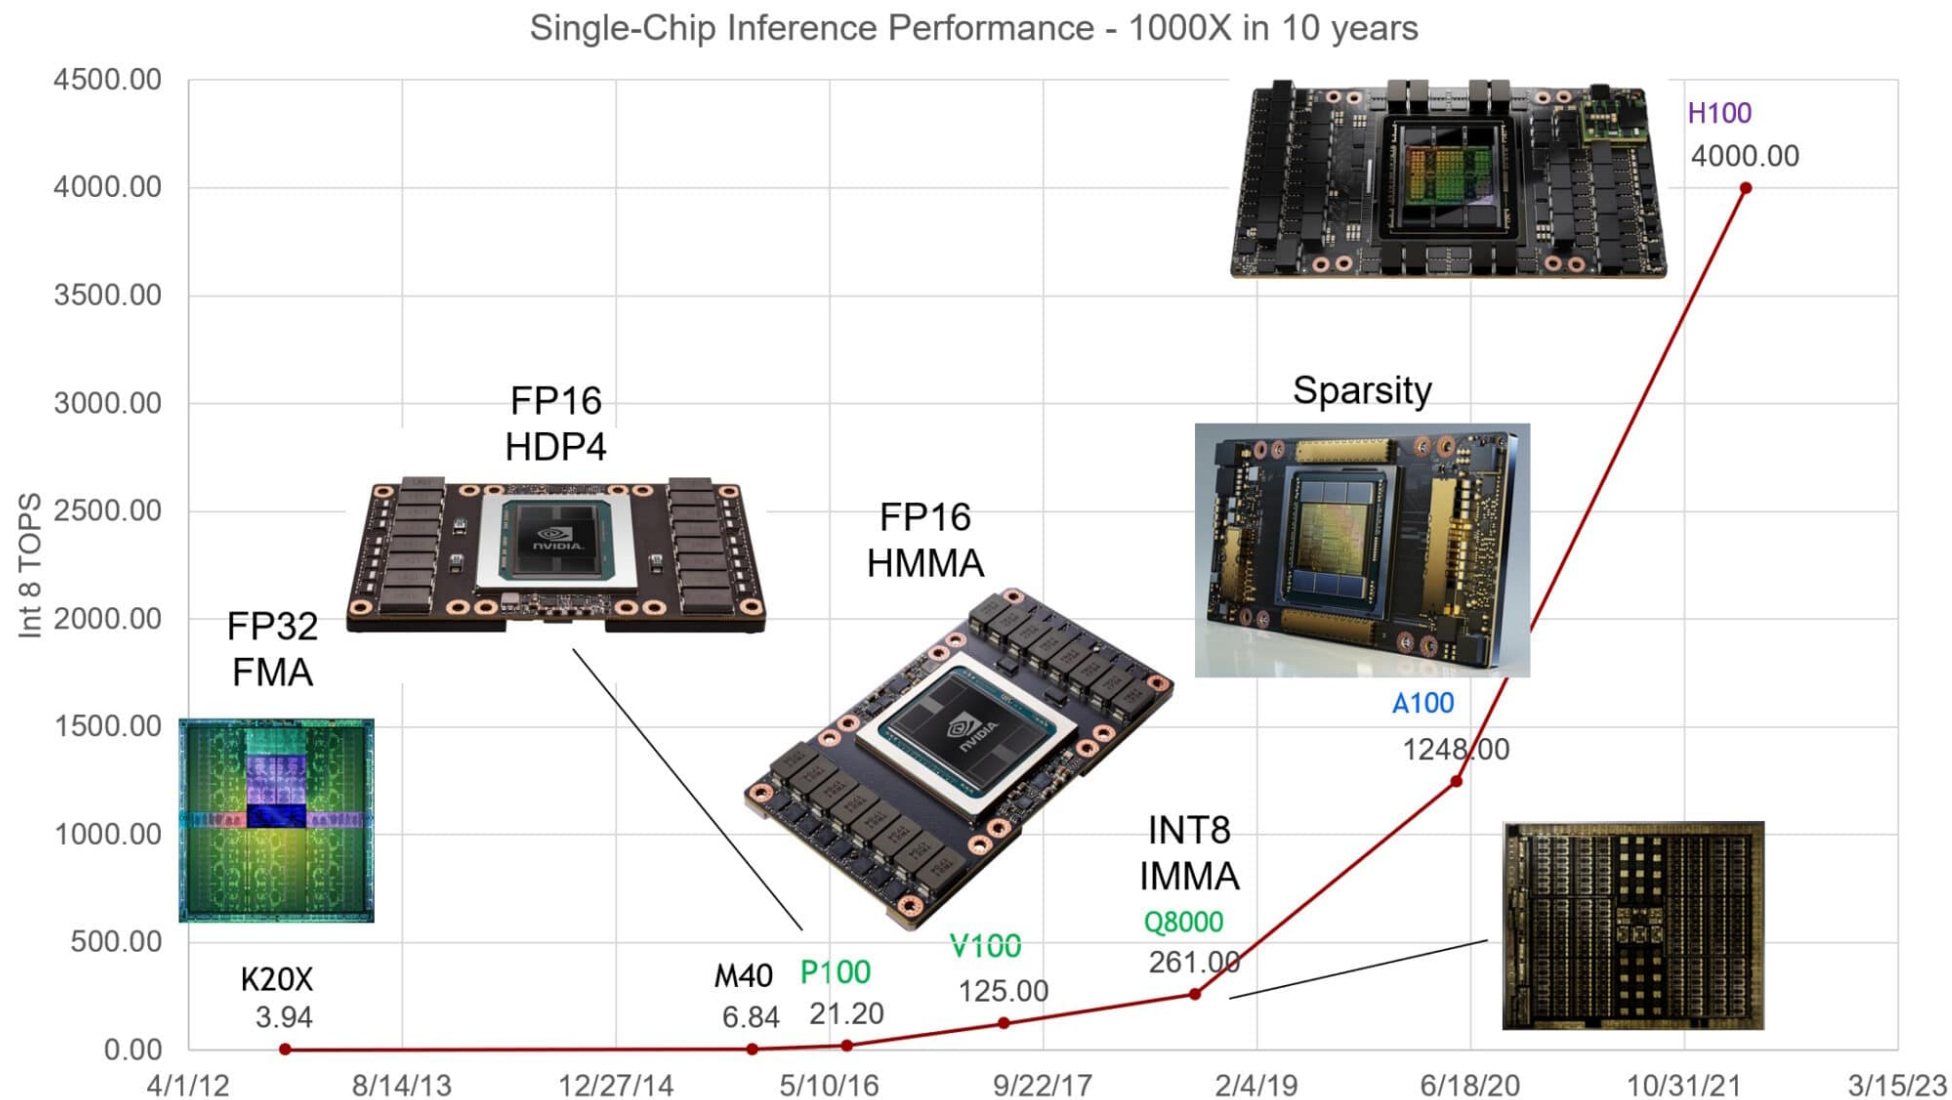 Single-Chip Inference Performance - 1000X in 10 years
4500.00
4000.00
3500.00
3000.00
2500.00
2000.00
1500.00
1000.00
500.00
0.00
Int 8 TOPS
4/1/12
8/14/13
12/27/14
5/10/16
9/22/17
2/4/19
6/18/20
10/31/21
3/15/23
FP32
FMA
K20X
3.94
FP16
HDP4
NVIDIA.
M40
6.84
P100
21.20
FP16
HMMA
NVIDIA.
V100
125.00
INT8
IMMA
Q8000
261.00
Sparsity
A100
1248.00
H100
4000.00